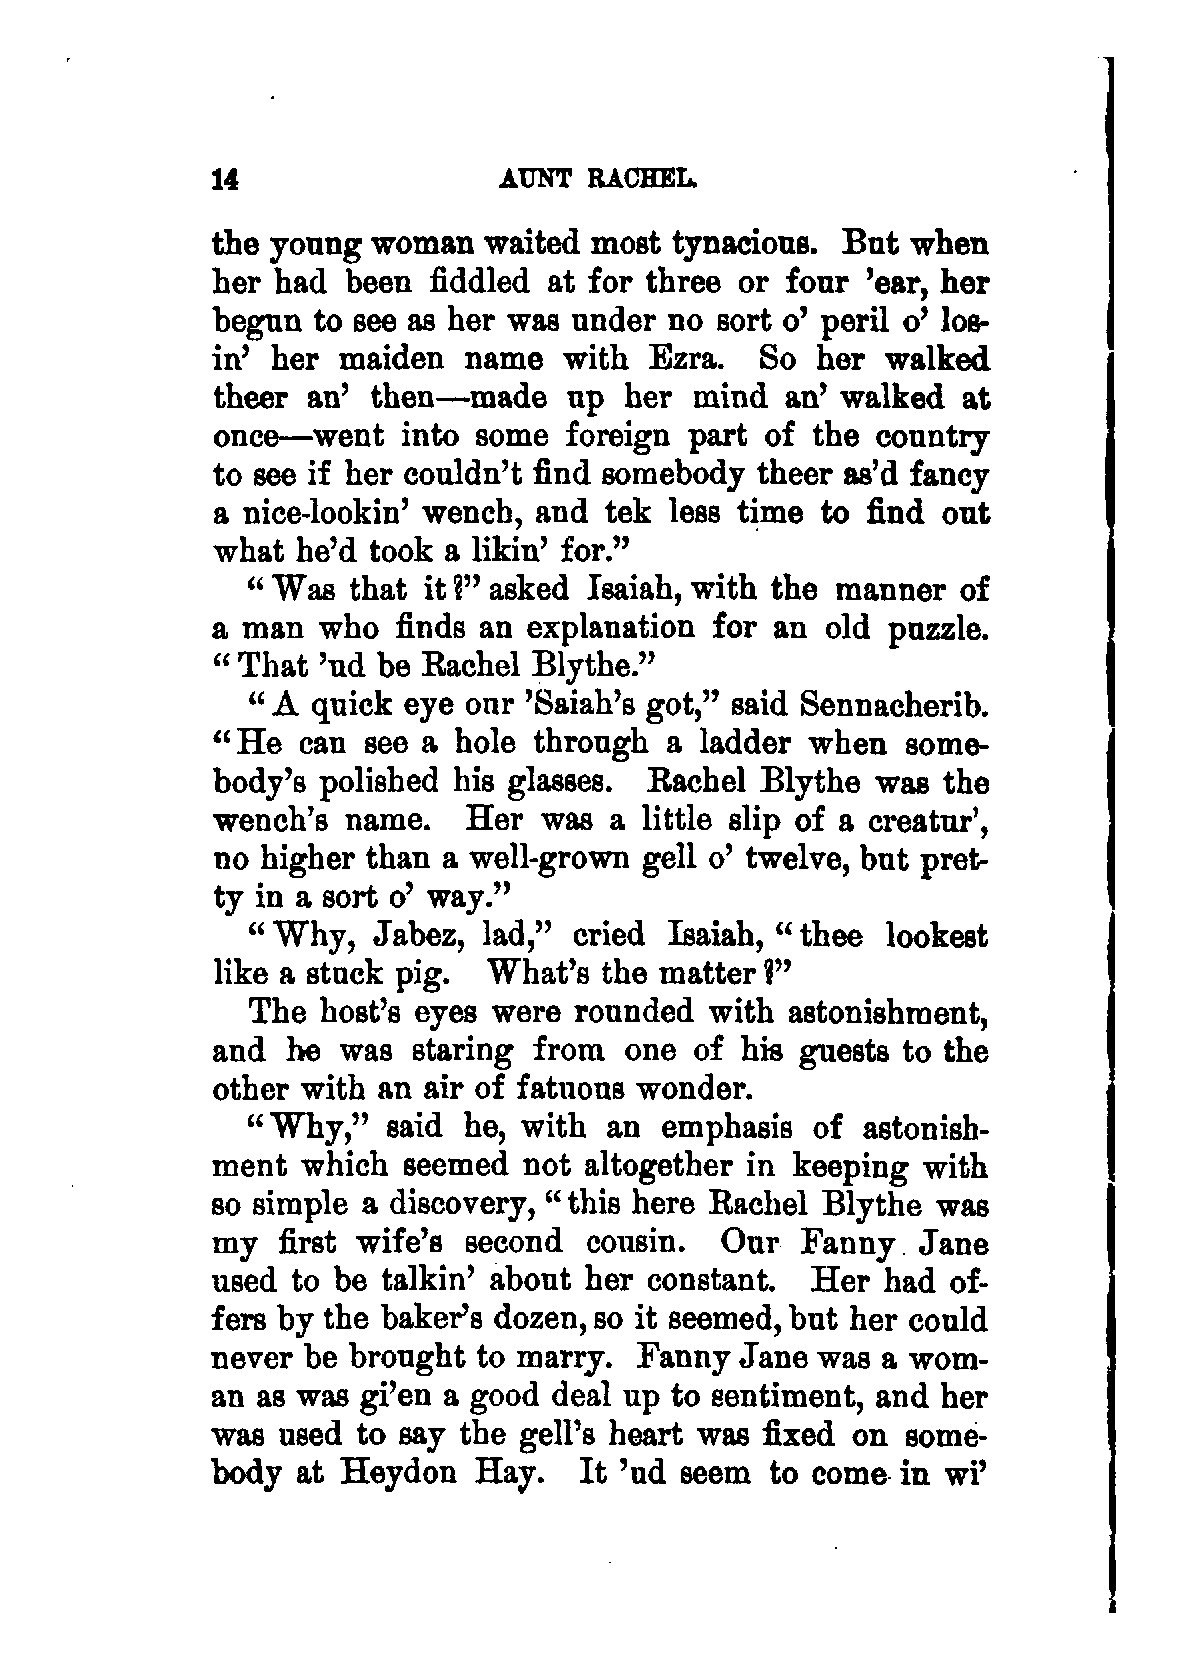 14 AUNT RACHEL.
the young woman waited most tynacious. But when
her had been fiddled at for three or four 'ear, her
begun to see as her was under no sort o' peril o' los-
in' her maiden name with Ezra. So her walked
theer an' then—made up her mind an' walked at
once—went into some foreign part of the country
to see if her couldn't find somebody theer as'd fancy
a nice-lookin' wench, and tek less time to find out
what he'd took a likin' for."
"Was that it?" asked Isaiah, with the manner of
a man who finds an explanation for an old puzzle.
"That 'ud be Rachel Blythe."
"A quick eye our 'Saiah's got," said Sennacherib.
"He can see a hole through a ladder when some-
body's polished his glasses. Rachel Blythe was the
wench's name. Her was a little slip of a creatur',
no higher than a well-grown gell o' twelve, but pret-
ty in a sort o' way."
"Why, Jabez, lad," cried Isaiah, "thee lookest
like a stuck pig. What's the matter?"
The host's eyes were rounded with astonishment,
and he was staring from one of his guests to the
other with an air of fatuous wonder.
"Why," said he, with an emphasis of astonish-
ment which seemed not altogether in keeping with
so simple a discovery, "this here Rachel Blythe was
my first wife's second cousin. Our Fanny Jane
used to be talkin' about her constant. Her had of-
fers by the baker's dozen, so it seemed, but her could
never be brought to marry. Fanny Jane was a wom-
an as was gi'en a good deal up to sentiment, and her
was used to say the gell's heart was fixed on some-
body at Heydon Hay. It 'ud seem to come in wi'